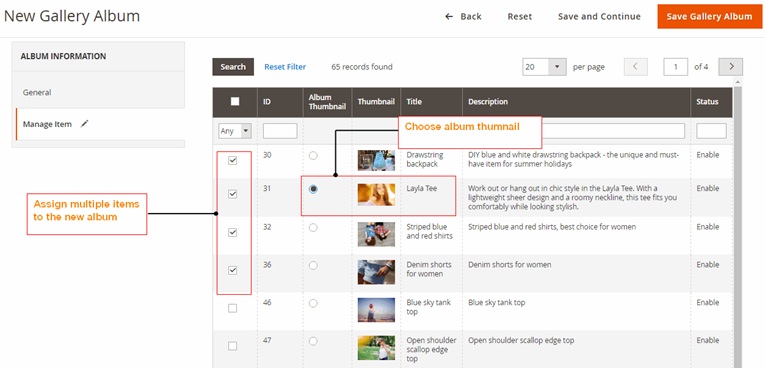 New Gallery Album
Back
Reset
Save and Continue
Save Gallery Album
ALBUM INFORMATION
General
Manage Item
Search
Reset Filter
65 records found
20
per page
1
of 4
ID
Album
Thumbnail
Thumbnail
Title
Description
Status
Any
Choose album thumnail
30
Drawstring
backpack
DIY blue and white drawstring backpack - the unique and must-
have item for summer holidays
Enable
31
Layla Tee
Work out or hang out in chic style in the Layla Tee. With a
lightweight sheer design and a roomy neckline, this tee fits you
comfortably while looking stylish.
Enable
Assign multiple items
to the new album
32
Striped blue
and red shirts
Striped blue and red shirts, best choice for women
Enable
36
Denim shorts
for women
Denim shorts for women
Enable
46
Blue sky tank
top
Blue sky tank top
Enable
47
Open shoulder
scallop edge
top
Open shoulder scallop edge top
Enable